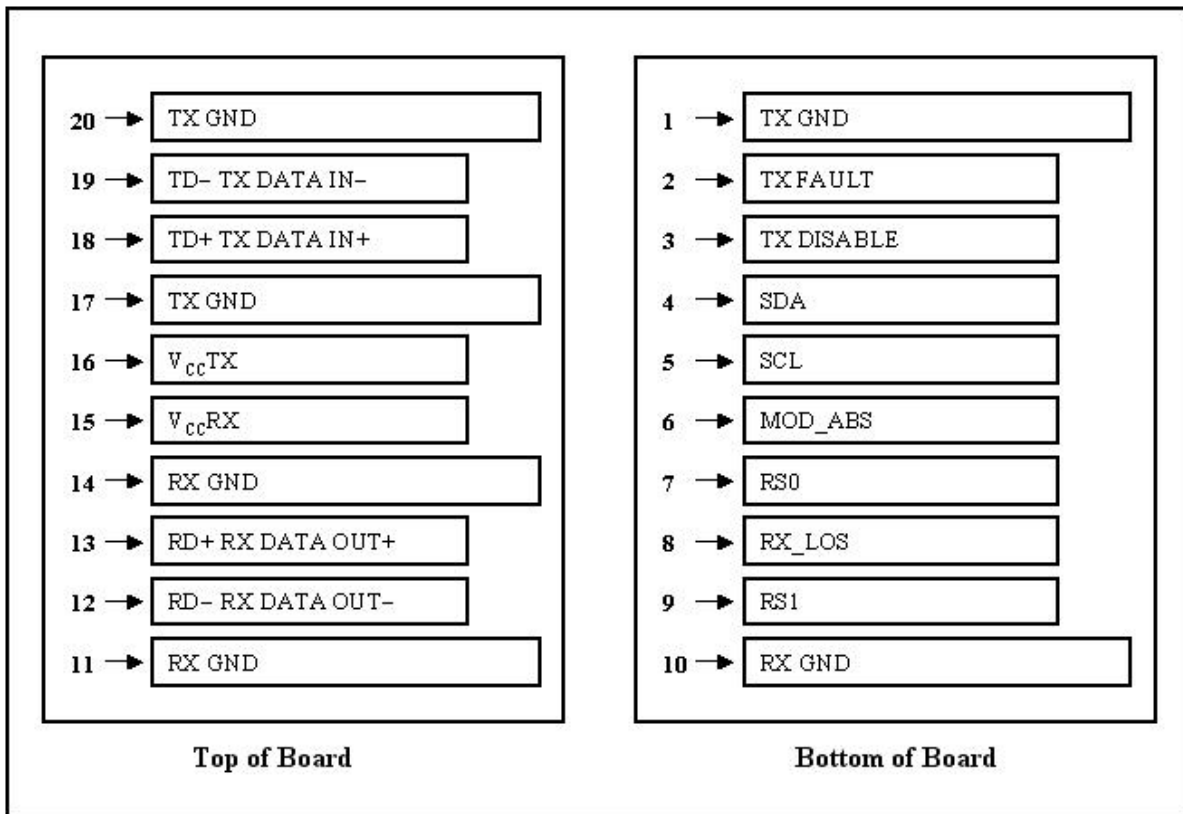 20 TX GND
19 TD− TX DATA IN−
18 TD+ TX DATA IN+
17 TX GND
16 VCCTX
15 VCCRX
14 RX GND
13 RD+ RX DATA OUT+
12 RD− RX DATA OUT−
11 RX GND
Top of Board
1 TX GND
2 TX FAULT
3 TX DISABLE
4 SDA
5 SCL
6 MOD_ABS
7 RS0
8 RX_LOS
9 RS1
10 RX GND
Bottom of Board